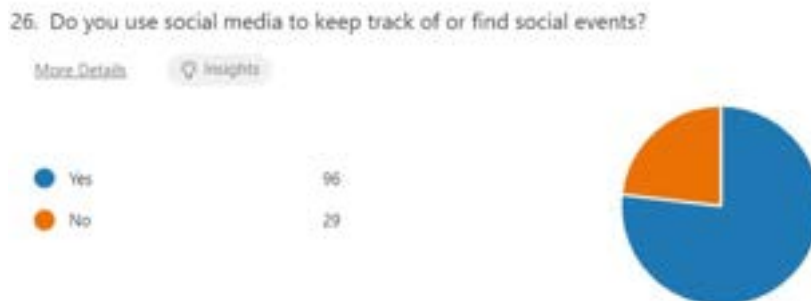 26. Do you use social media to keep track of or find social events?
More Details Insights
Yes 96
No 29